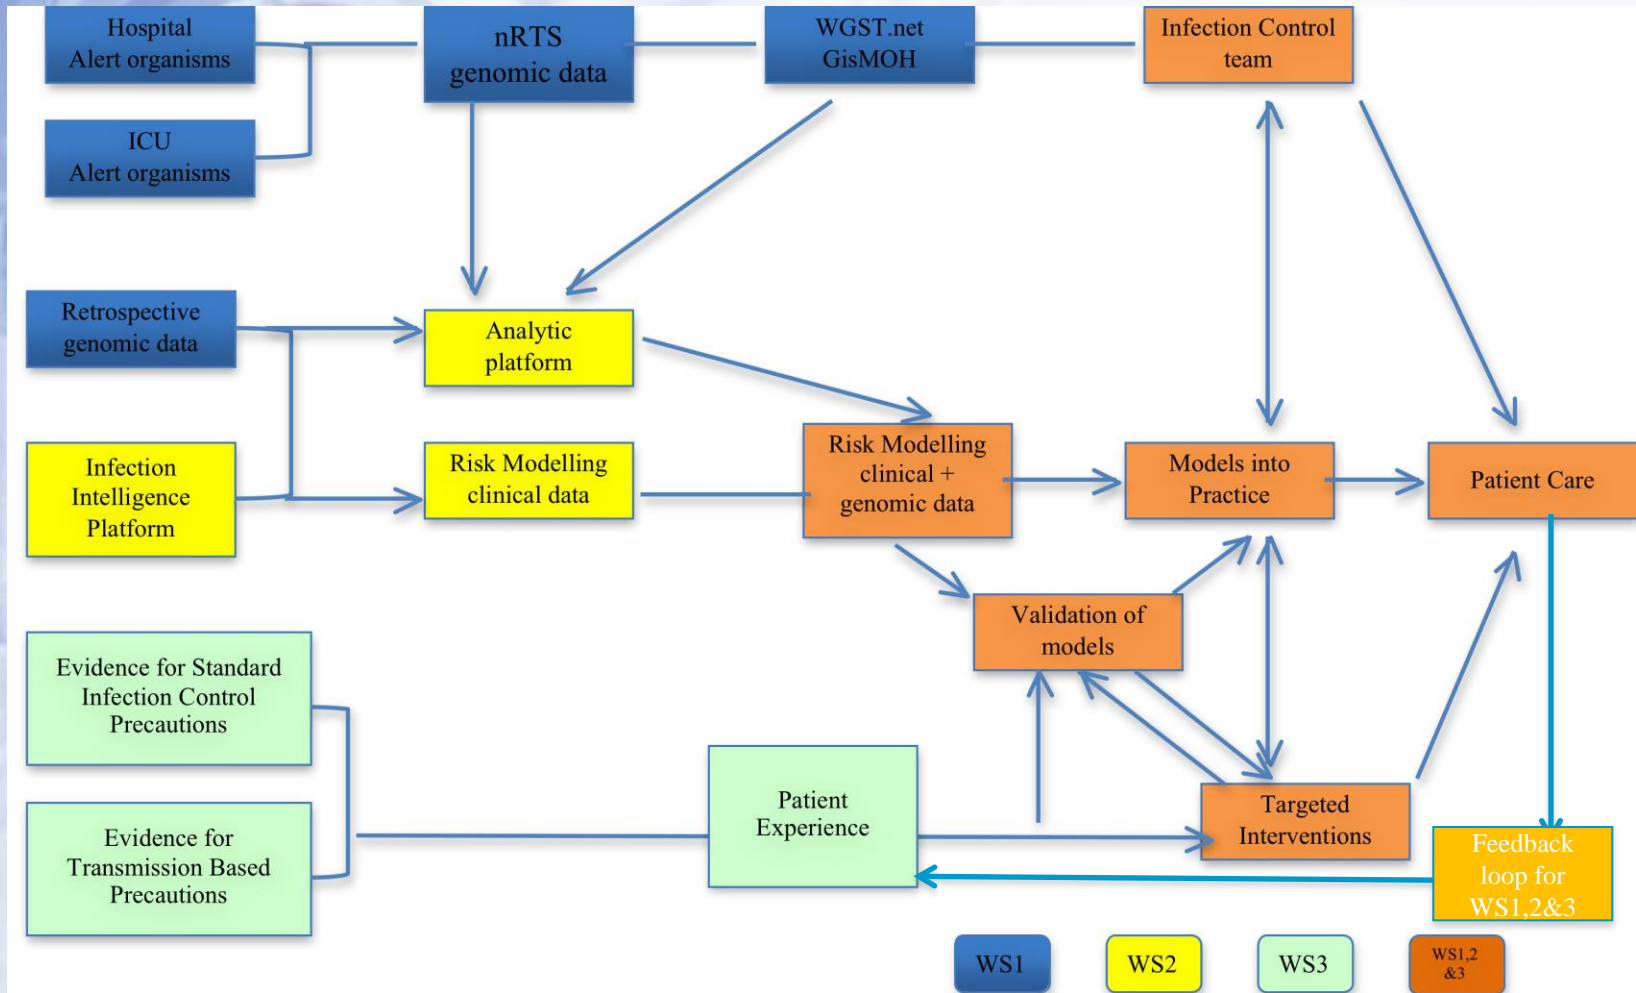 Hospital
Alert organisms
nRTS
genomic data
WGST.net
GisMOH
Infection Control
team
ICU
Alert organisms
Retrospective
genomic data
Analytic
platform
Infection
Intelligence
Platform
Risk Modelling
clinical data
Risk Modelling
clinical +
genomic data
Models into
Practice
Patient Care
Validation of
models
Evidence for Standard
Infection Control
Precautions
Patient
Experience
Targeted
Interventions
Evidence for
Transmission Based
Precautions
Feedback
loop for
WS1,2&3
WS1
WS2
WS3
WS1,2
&3